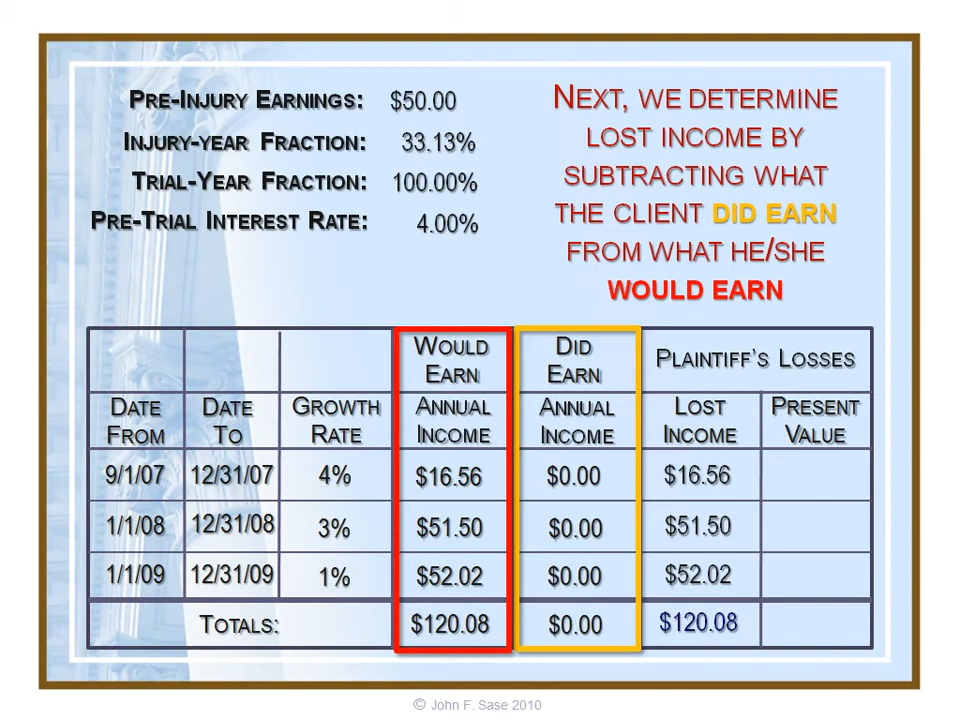 Pre-Injury Earnings: $50.00
Injury-year Fraction: 33.13%
Trial-Year Fraction: 100.00%
Pre-Trial Interest Rate: 4.00%
Next, we determine
lost income by
subtracting what
the client did earn
from what he/she
would earn
Would Earn Did Earn Plaintiff's Losses
Date From Date To Growth Rate Annual Income Annual Income Lost Income Present Value
9/1/07 12/31/07 4% $16.56 $0.00 $16.56
1/1/08 12/31/08 3% $51.50 $0.00 $51.50
1/1/09 12/31/09 1% $52.02 $0.00 $52.02
Totals: $120.08 $0.00 $120.08
© John F. Sase 2010